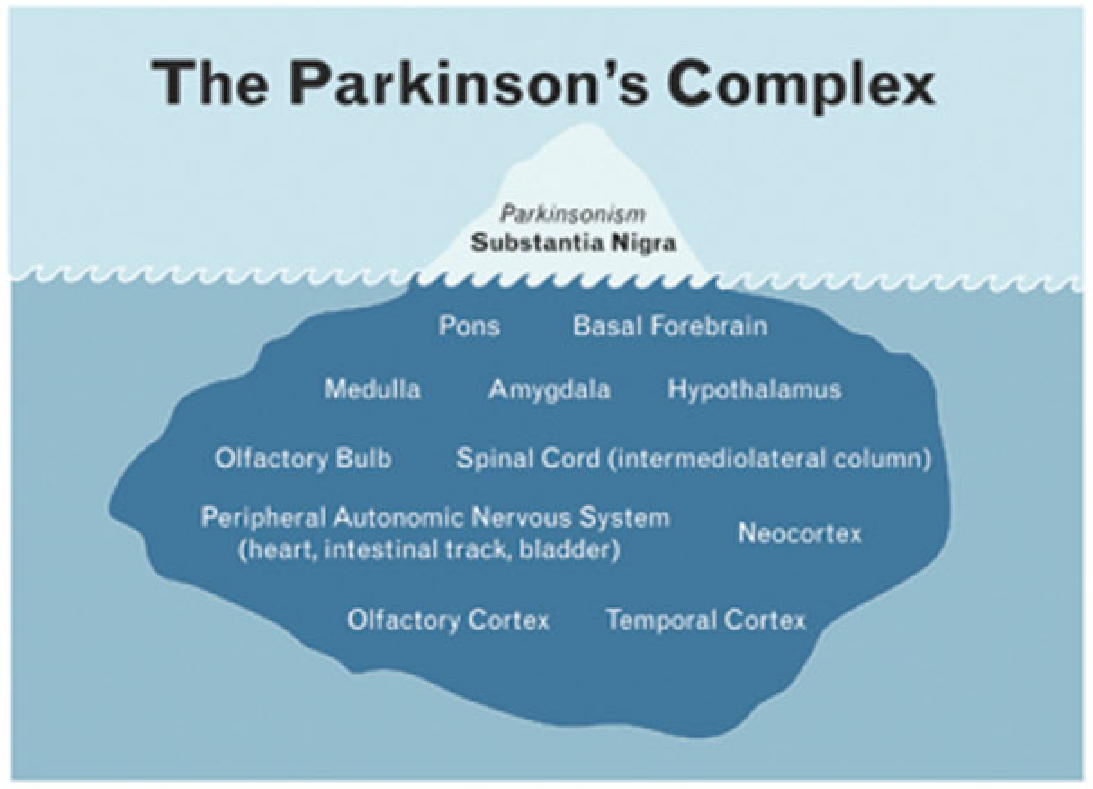 The Parkinson's Complex
Parkinsonism
Substantia Nigra
Pons Basal Forebrain
Medulla Amygdala Hypothalamus
Olfactory Bulb Spinal Cord (intermediolateral column)
Peripheral Autonomic Nervous System
(heart, intestinal track, bladder)
Neocortex
Olfactory Cortex Temporal Cortex